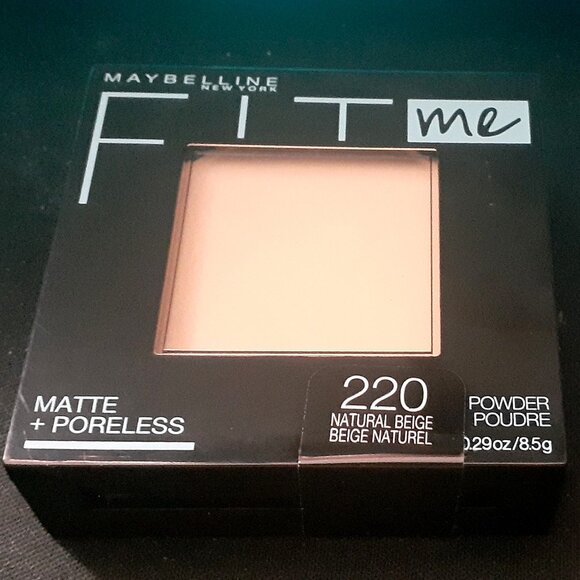 MAYBELLINE
NEW YORK
FIT me
MATTE
+ PORELESS
220
NATURAL BEIGE
BEIGE NATUREL
POWDER
POUDRE
0.29oz/8.5g